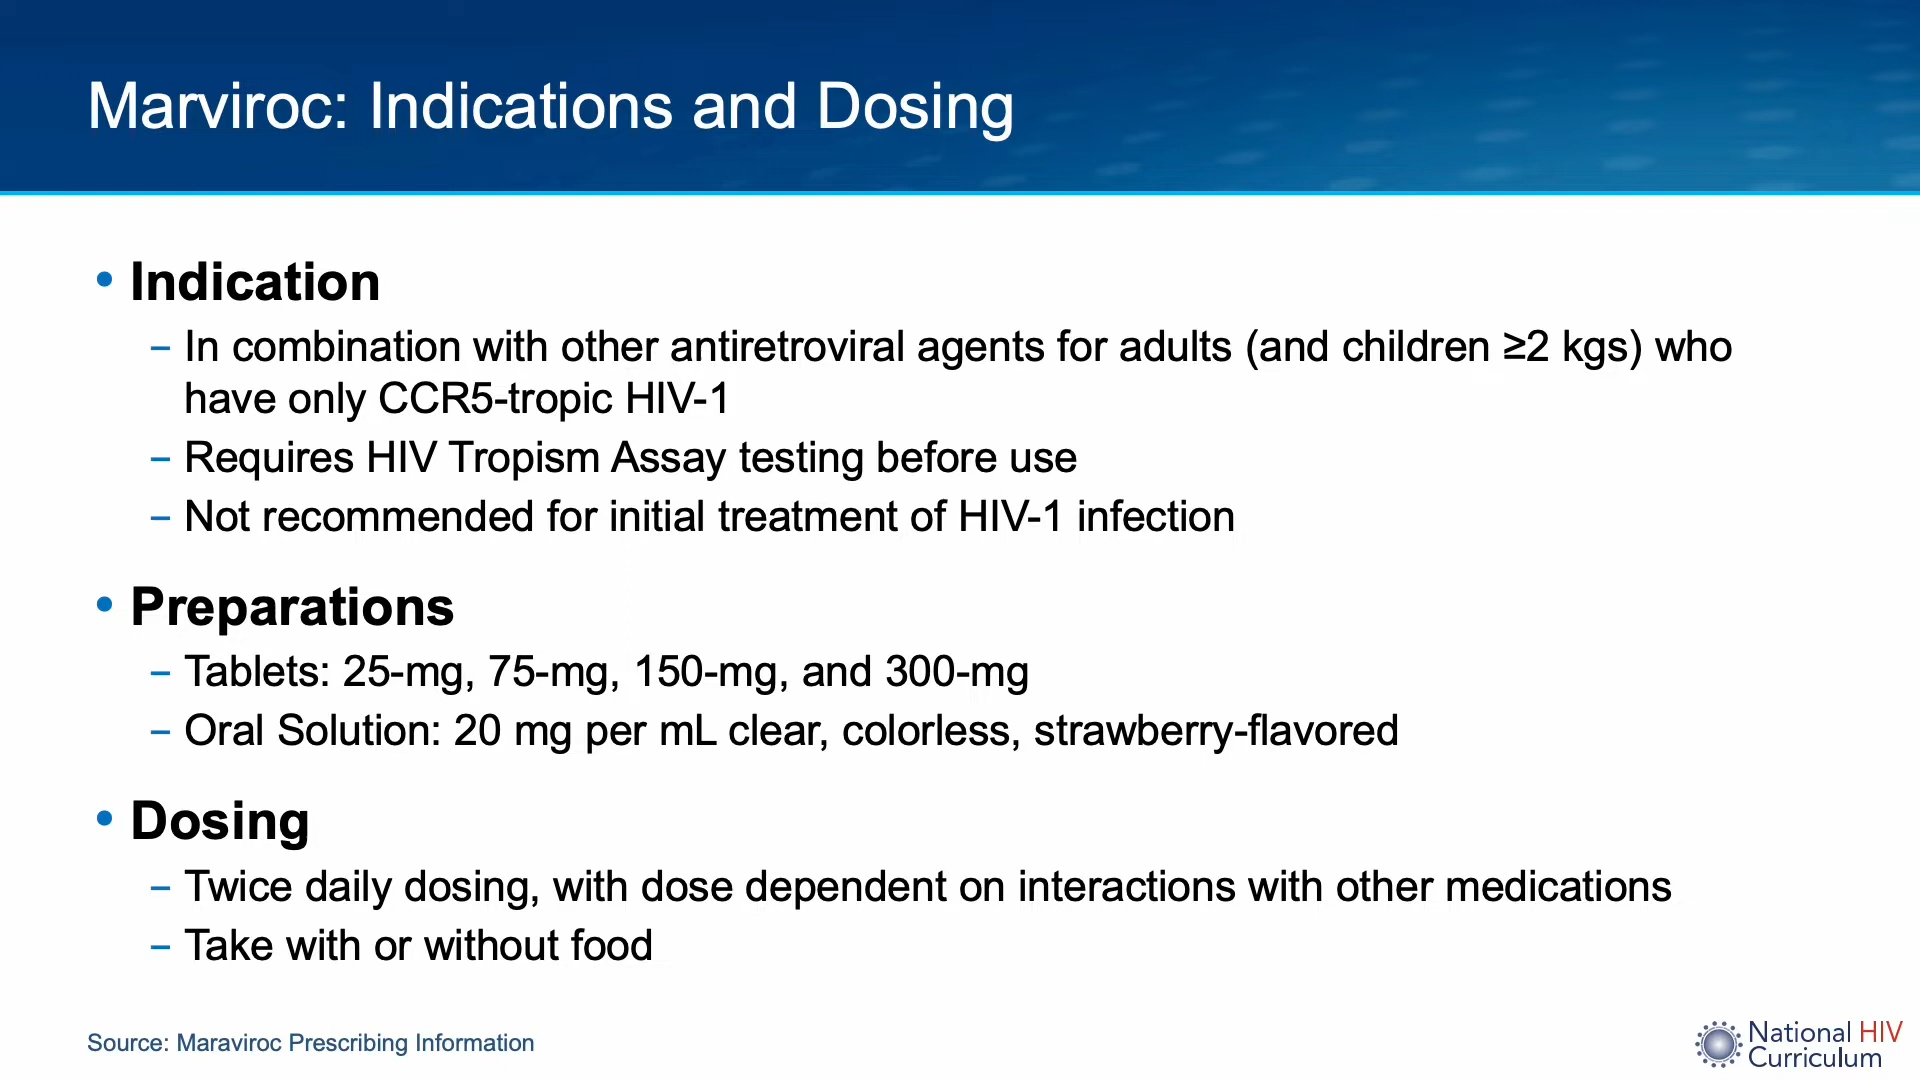 Marviroc: Indications and Dosing
• Indication
– In combination with other antiretroviral agents for adults (and children ≥2 kgs) who
have only CCR5-tropic HIV-1
– Requires HIV Tropism Assay testing before use
– Not recommended for initial treatment of HIV-1 infection
• Preparations
– Tablets: 25-mg, 75-mg, 150-mg, and 300-mg
– Oral Solution: 20 mg per mL clear, colorless, strawberry-flavored
• Dosing
– Twice daily dosing, with dose dependent on interactions with other medications
– Take with or without food
Source: Maraviroc Prescribing Information
National HIV
Curriculum